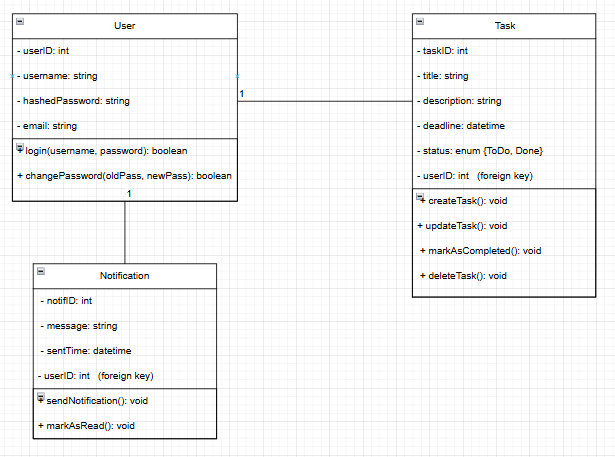 User
- userID: int
- username: string
- hashedPassword: string
- email: string
+ login(username, password): boolean
+ changePassword(oldPass, newPass): boolean
1
1
Task
- taskID: int
- title: string
- description: string
- deadline: datetime
- status: enum {ToDo, Done}
- userID: int (foreign key)
+ createTask(): void
+ updateTask(): void
+ markAsCompleted(): void
+ deleteTask(): void
Notification
- notifID: int
- message: string
- sentTime: datetime
- userID: int (foreign key)
+ sendNotification(): void
+ markAsRead(): void